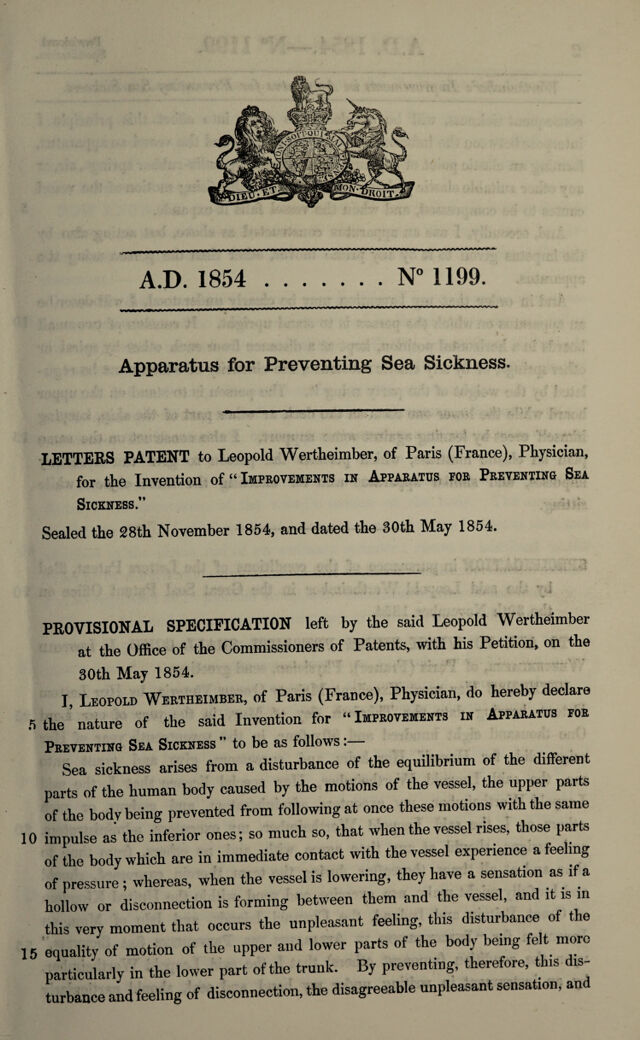 DIEU·ET
MON·DROIT
A.D. 1854 . . . . . . . . Nº 1199.
Apparatus for Preventing Sea Sickness.
LETTERS PATENT to Leopold Wertheimber, of Paris (France), Physician,
for the Invention of “Improvements in Apparatus for Preventing Sea
Sickness.”
Sealed the 28th November 1854, and dated the 30th May 1854.
PROVISIONAL SPECIFICATION left by the said Leopold Wertheimber
at the Office of the Commissioners of Patents, with his Petition, on the
30th May 1854.
I, Leopold Wertheimber, of Paris (France), Physician, do hereby declare
5 the nature of the said Invention for “Improvements in Apparatus for
Preventing Sea Sickness” to be as follows:—
Sea sickness arises from a disturbance of the equilibrium of the different
parts of the human body caused by the motions of the vessel, the upper parts
of the body being prevented from following at once these motions with the same
10 impulse as the inferior ones; so much so, that when the vessel rises, those parts
of the body which are in immediate contact with the vessel experience a feeling
of pressure; whereas, when the vessel is lowering, they have a sensation as if a
hollow or disconnection is forming between them and the vessel, and it is in
this very moment that occurs the unpleasant feeling, this disturbance of the
15 equality of motion of the upper and lower parts of the body being felt more
particularly in the lower part of the trunk. By preventing, therefore, this dis-
turbance and feeling of disconnection, the disagreeable unpleasant sensation, and